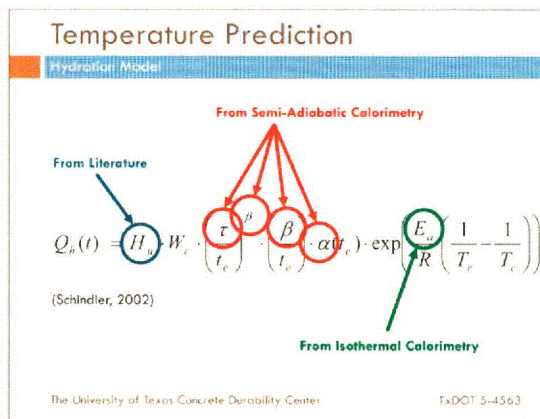 Temperature Prediction
Hydration Model
From Semi-Adiabatic Calorimetry
From Literature
Q_h(t) = H_u · W_c · (τ/t_e)^β · (β/t_e) · α(t_e) · exp(E_a/R (1/T_r − 1/T_c))
(Schindler, 2002)
From Isothermal Calorimetry
The University of Texas Concrete Durability Center TxDOT 5-4563